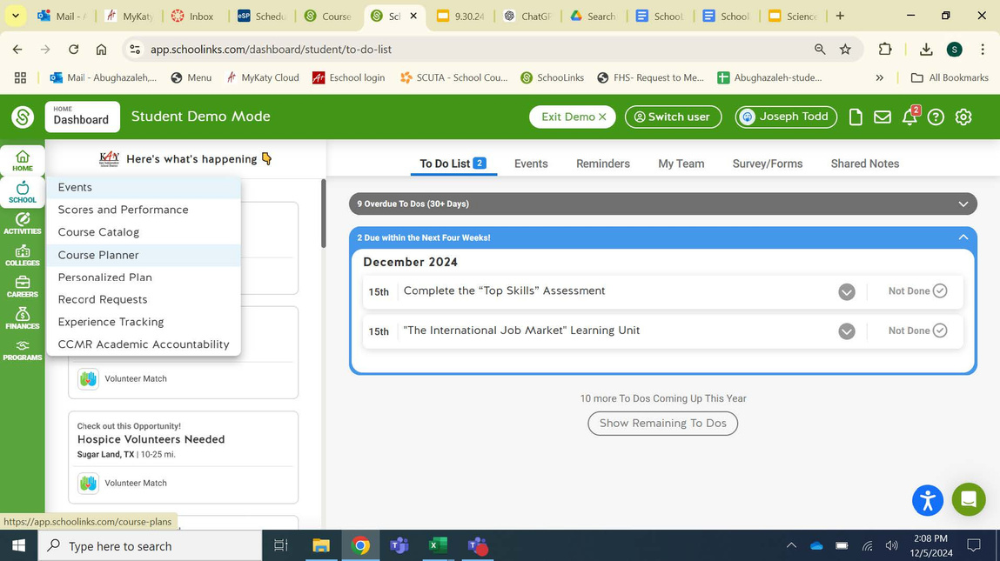 Mail - A
MyKaty
Inbox
eSP
Schedu
Course
Sc
9.30.24
ChatGP
Search
School
School
Science
app.schoolinks.com/dashboard/student/to-do-list
S
Mail - Abughazaleh,...
Menu
MyKaty Cloud
Eschool login
SCUTA - School Cou...
SchooLinks
FHS- Request to Me...
Abughazaleh-stude...
All Bookmarks
HOME
Dashboard
Student Demo Mode
Exit Demo ✕
Switch user
Joseph Todd
2
HOME
SCHOOL
ACTIVITIES
COLLEGES
CAREERS
FINANCES
PROGRAMS
KATY
Here's what's happening 👇
Events
Scores and Performance
Course Catalog
Course Planner
Personalized Plan
Record Requests
Experience Tracking
CCMR Academic Accountability
Volunteer Match
Check out this Opportunity!
Hospice Volunteers Needed
Sugar Land, TX | 10-25 mi.
Volunteer Match
To Do List 2
Events
Reminders
My Team
Survey/Forms
Shared Notes
9 Overdue To Dos (30+ Days)
2 Due within the Next Four Weeks!
December 2024
15th Complete the “Top Skills” Assessment Not Done
15th "The International Job Market" Learning Unit Not Done
10 more To Dos Coming Up This Year
Show Remaining To Dos
https://app.schoolinks.com/course-plans
Type here to search
2:08 PM
12/5/2024